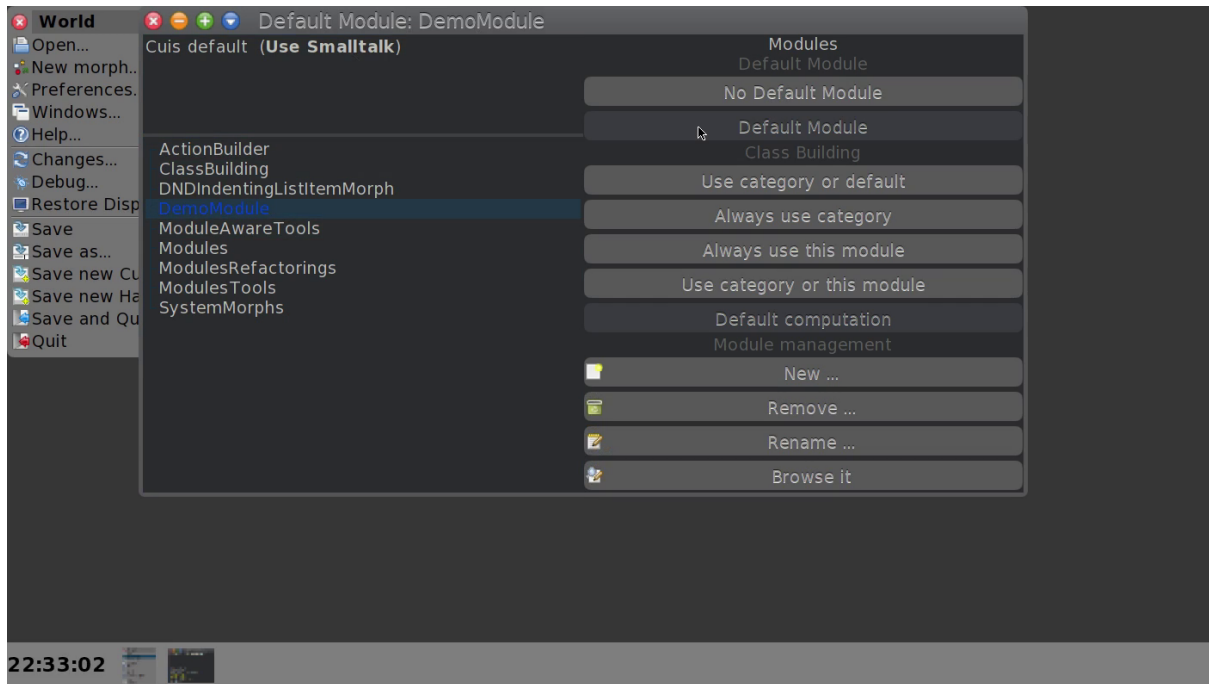 World
Open...
New morph..
Preferences.
Windows...
Help...
Changes...
Debug...
Restore Disp
Save
Save as...
Save new Cu
Save new Ha
Save and Qu
Quit
Default Module: DemoModule
Cuis default (Use Smalltalk)
ActionBuilder
ClassBuilding
DNDIndentingListItemMorph
DemoModule
ModuleAwareTools
Modules
ModulesRefactorings
ModulesTools
SystemMorphs
Modules
Default Module
No Default Module
Default Module
Class Building
Use category or default
Always use category
Always use this module
Use category or this module
Default computation
Module management
New ...
Remove ...
Rename ...
Browse it
22:33:02